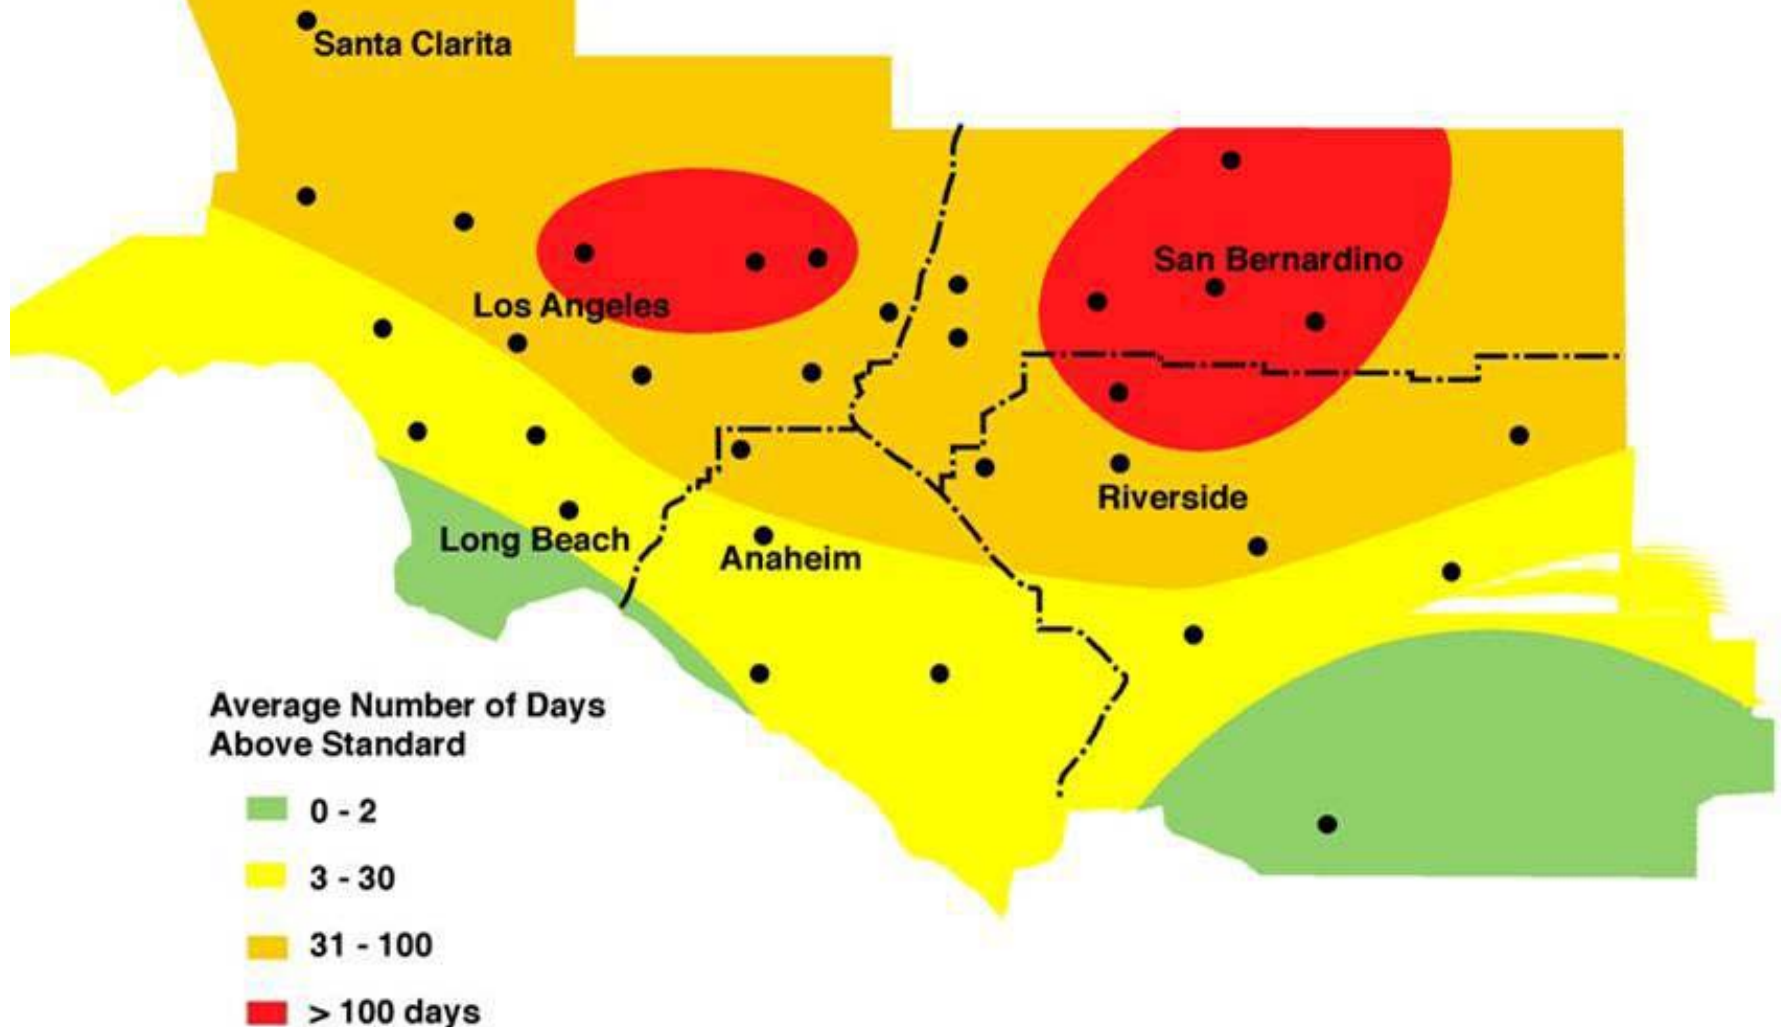 Santa Clarita
San Bernardino
Los Angeles
Riverside
Long Beach
Anaheim
Average Number of Days
Above Standard
0 - 2
3 - 30
31 - 100
> 100 days